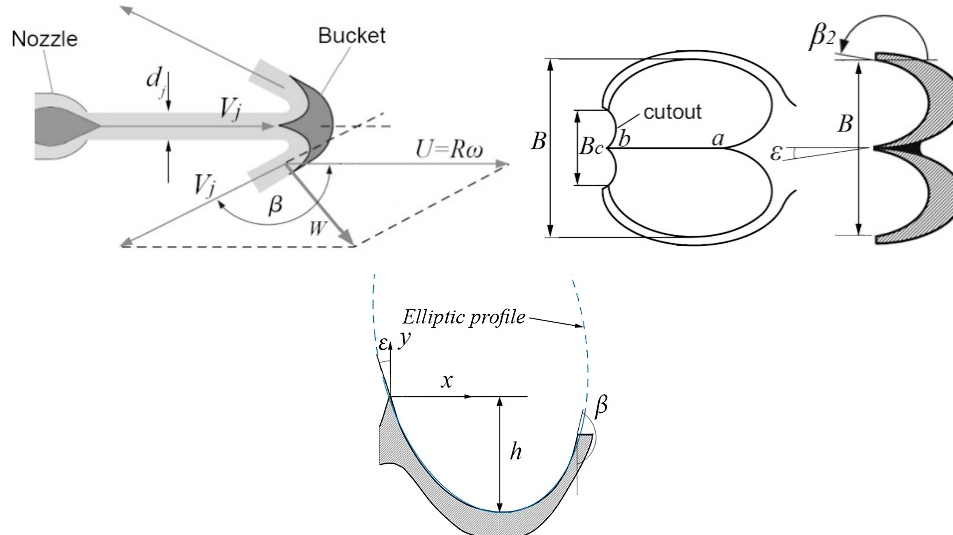 Nozzle
Bucket
d_j
V_j
U=Rω
V_j
β
W
B
B_c
b
cutout
a
β_2
B
ε
Elliptic profile
ε
y
x
β
h